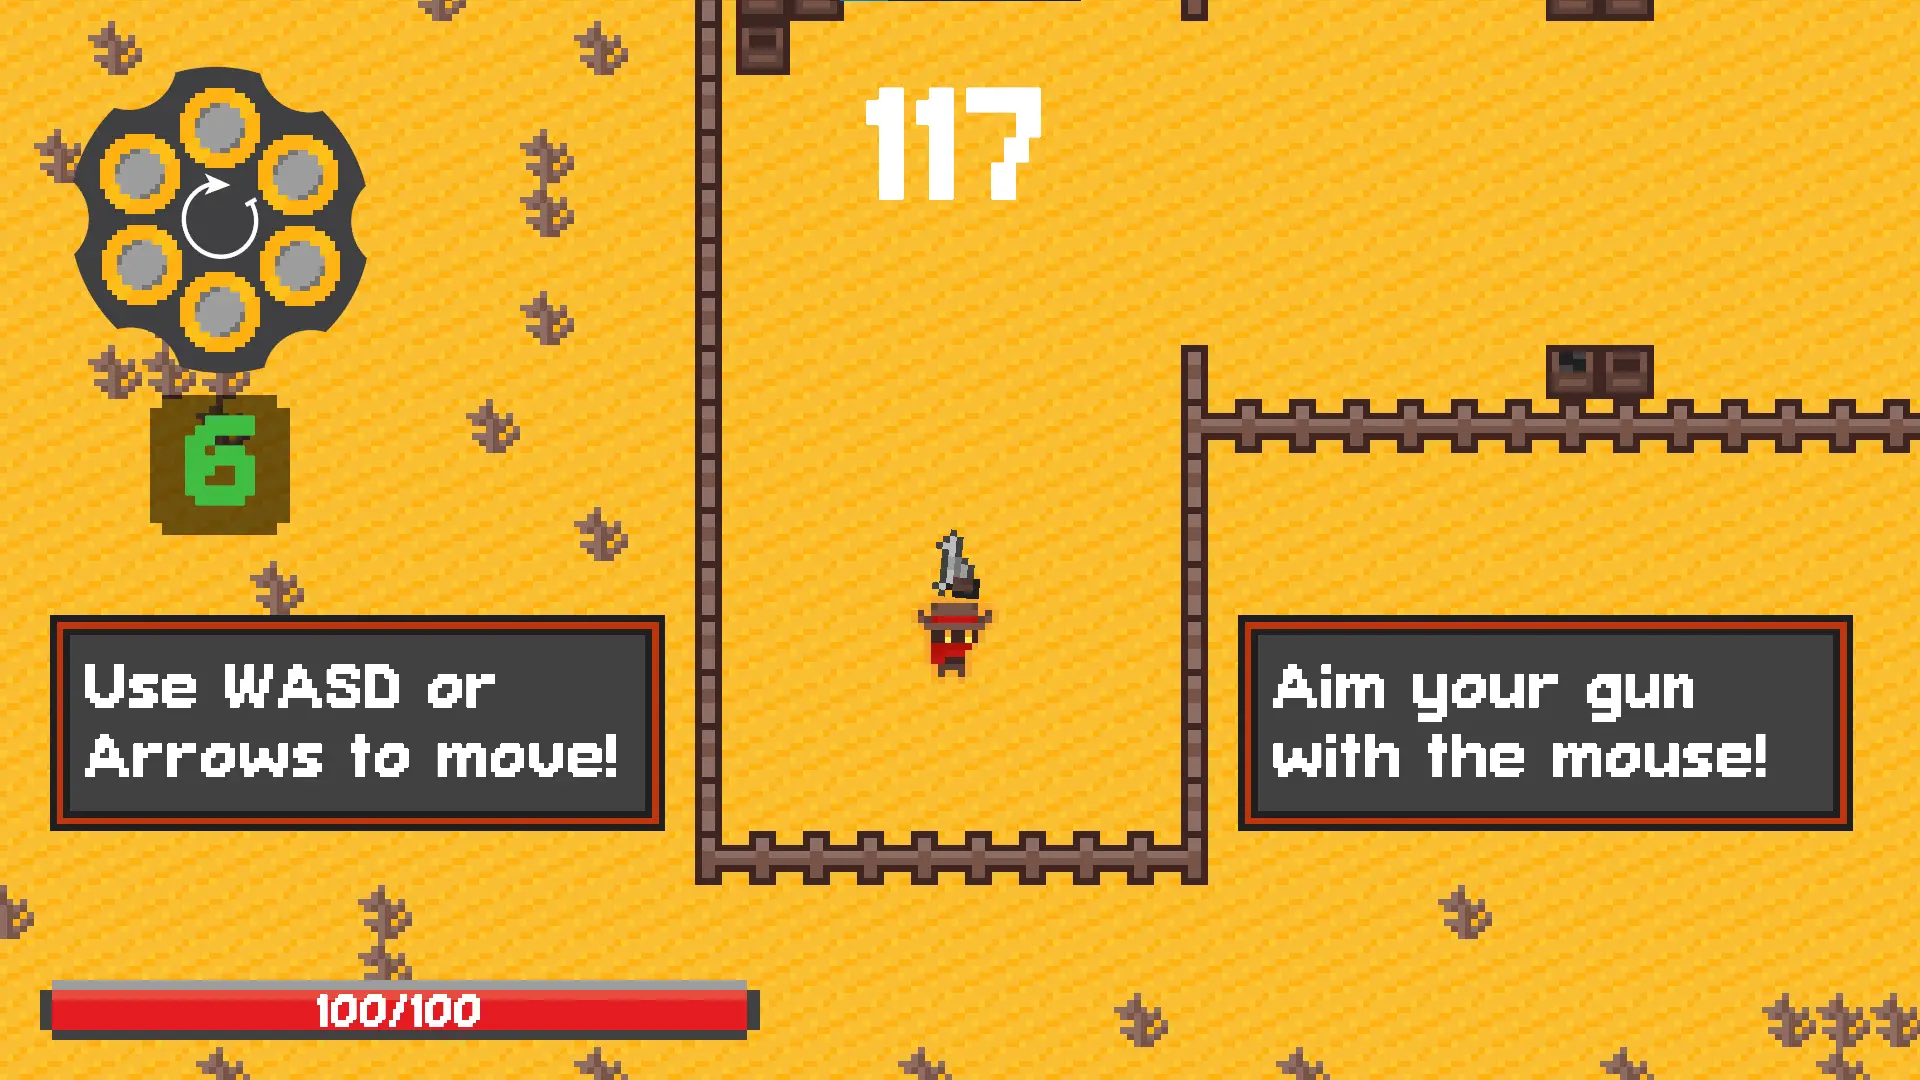 117
6
Use WASD or
Arrows to move!
Aim your gun
with the mouse!
100/100